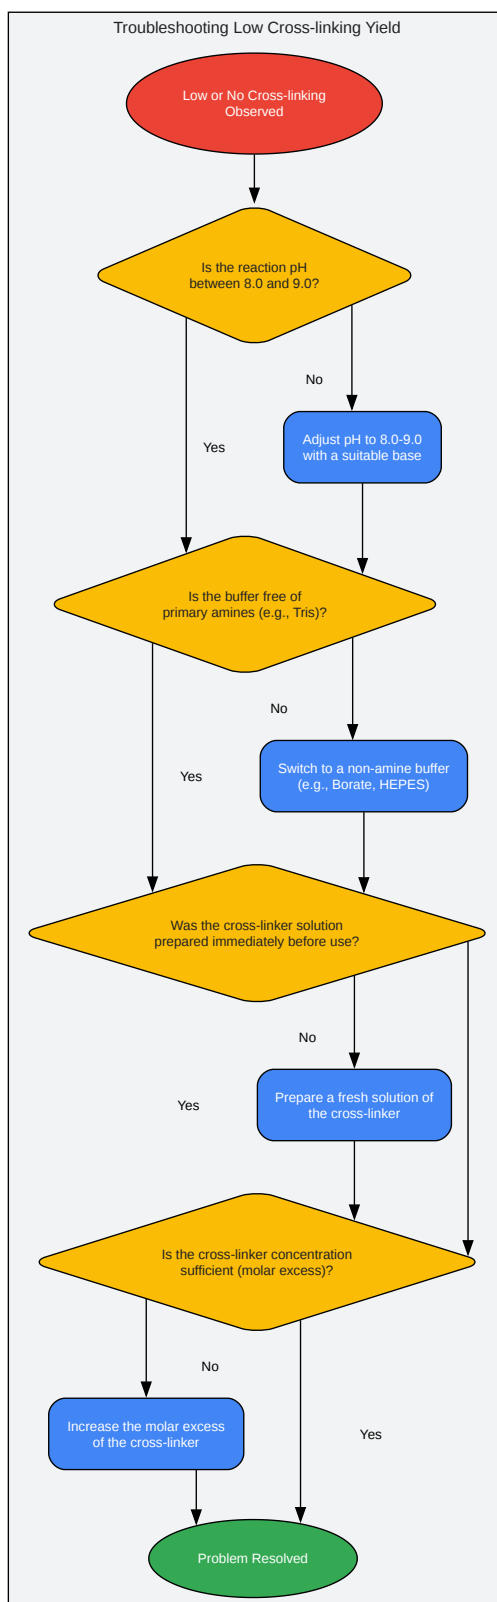 Troubleshooting Low Cross-linking Yield
Low or No Cross-linking
Observed
Is the reaction pH
between 8.0 and 9.0?
No
Adjust pH to 8.0-9.0
with a suitable base
Yes
Is the buffer free of
primary amines (e.g., Tris)?
No
Switch to a non-amine buffer
(e.g., Borate, HEPES)
Yes
Was the cross-linker solution
prepared immediately before use?
No
Prepare a fresh solution of
the cross-linker
Yes
Is the cross-linker concentration
sufficient (molar excess)?
No
Increase the molar excess
of the cross-linker
Yes
Problem Resolved